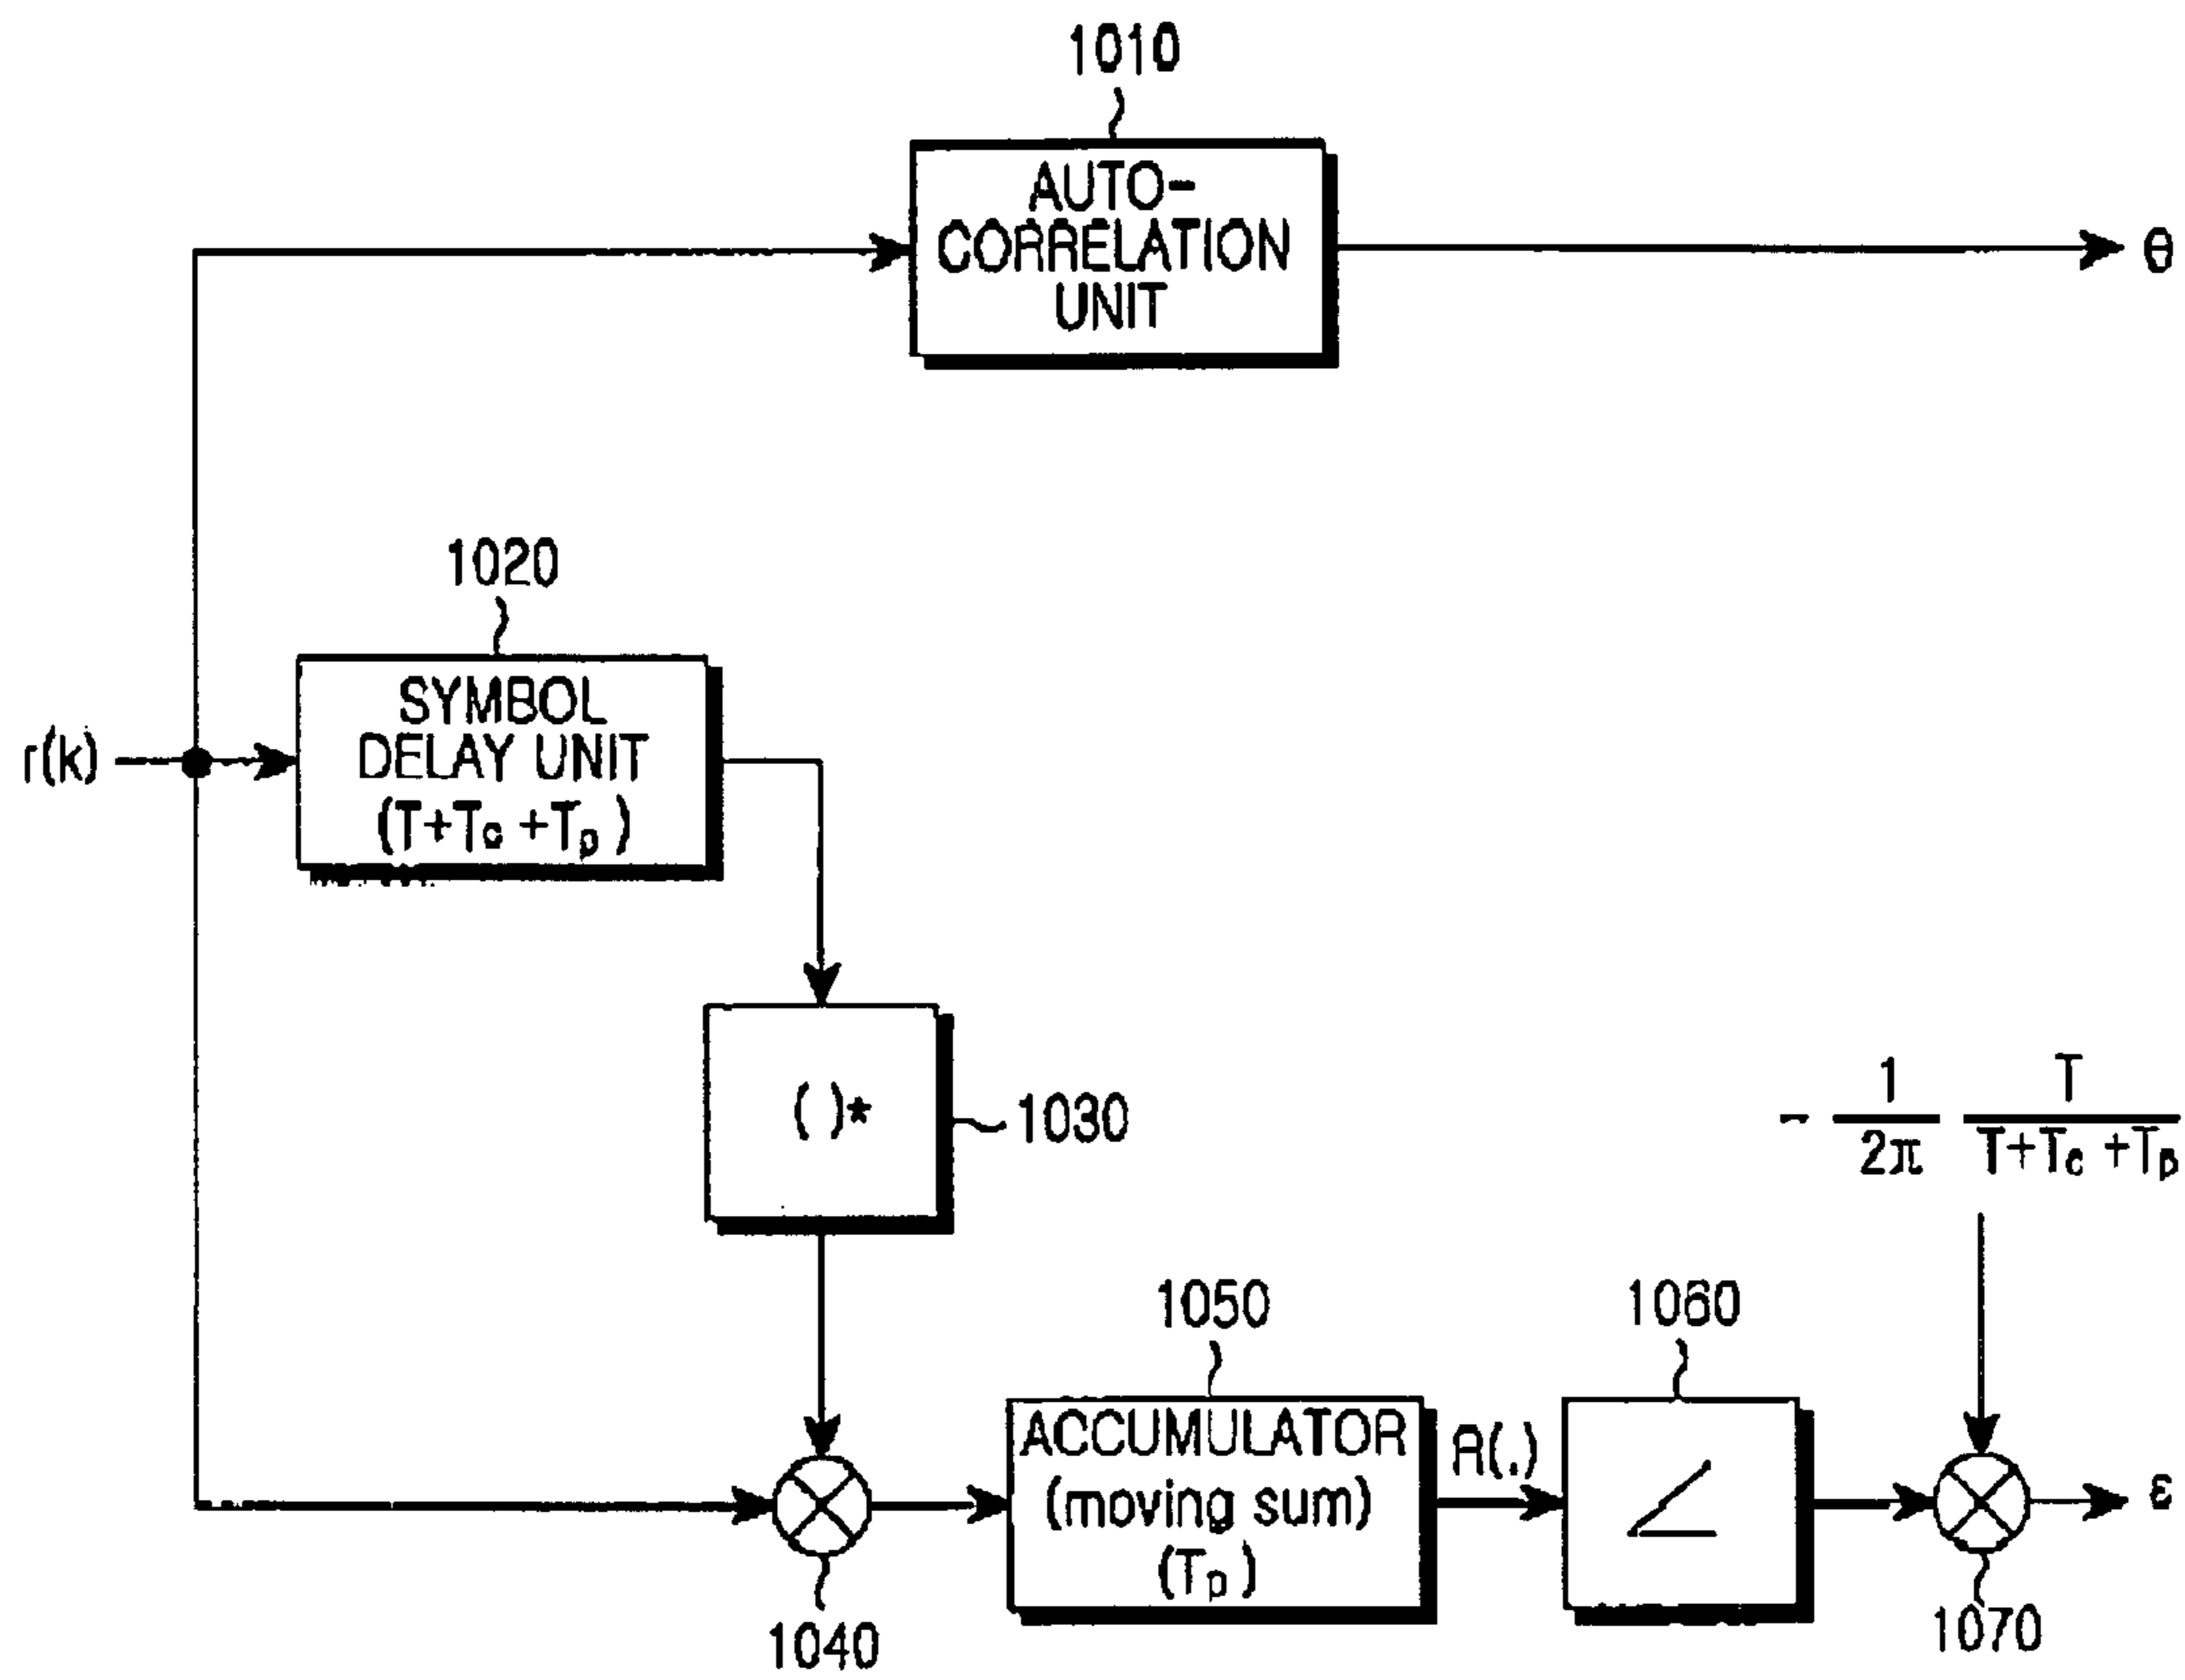 1010
AUTO-
CORRELATION
UNIT
θ
1020
SYMBOL
DELAY UNIT
(T+Tc +Tp )
r(k)
( )*
1030
- 1/2π T/T+Tc +Tp
1050
1060
ACCUMULATOR
(moving sum)
(Tp )
R(.)
∠
ε
1040
1070